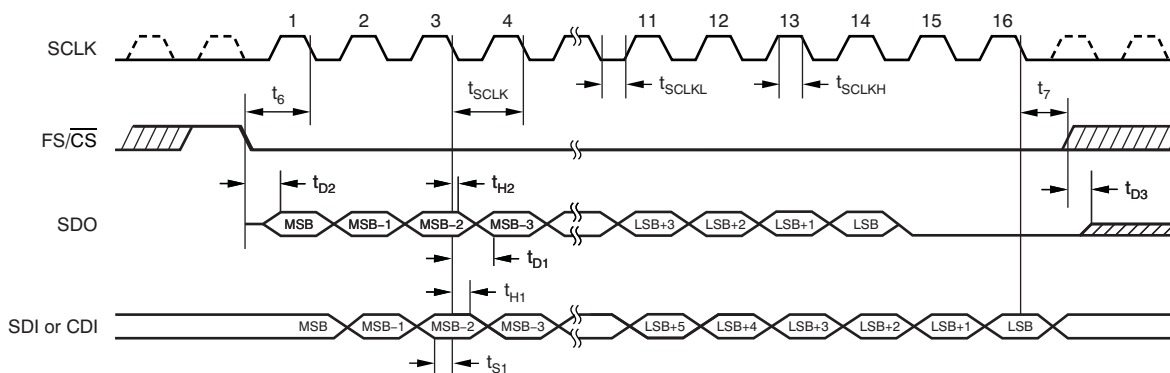 1 2 3 4 11 12 13 14 15 16
SCLK
t6 tSCLK tSCLKL tSCLKH t7
FS/CS
tD2 tH2 tD3
SDO MSB MSB–1 MSB–2 MSB–3 LSB+3 LSB+2 LSB+1 LSB
tD1
tH1
SDI or CDI MSB MSB–1 MSB–2 MSB–3 LSB+5 LSB+4 LSB+3 LSB+2 LSB+1 LSB
tS1